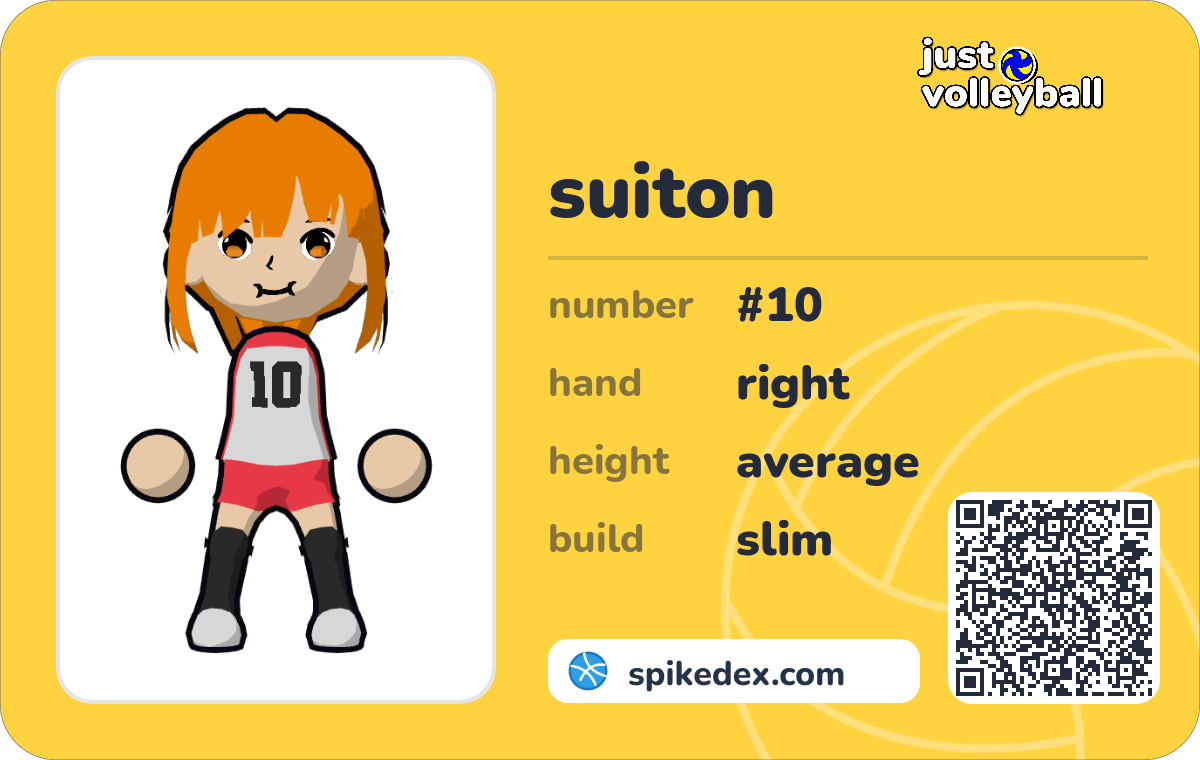 just
volleyball
suiton
number #10
hand right
height average
build slim
10
spikedex.com